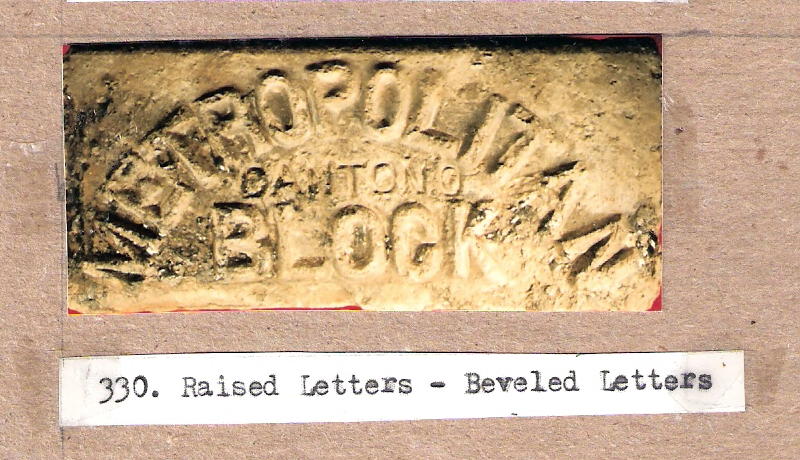 METROPOLITAN
CANTON.O.
BLOCK
330. Raised Letters - Beveled Letters